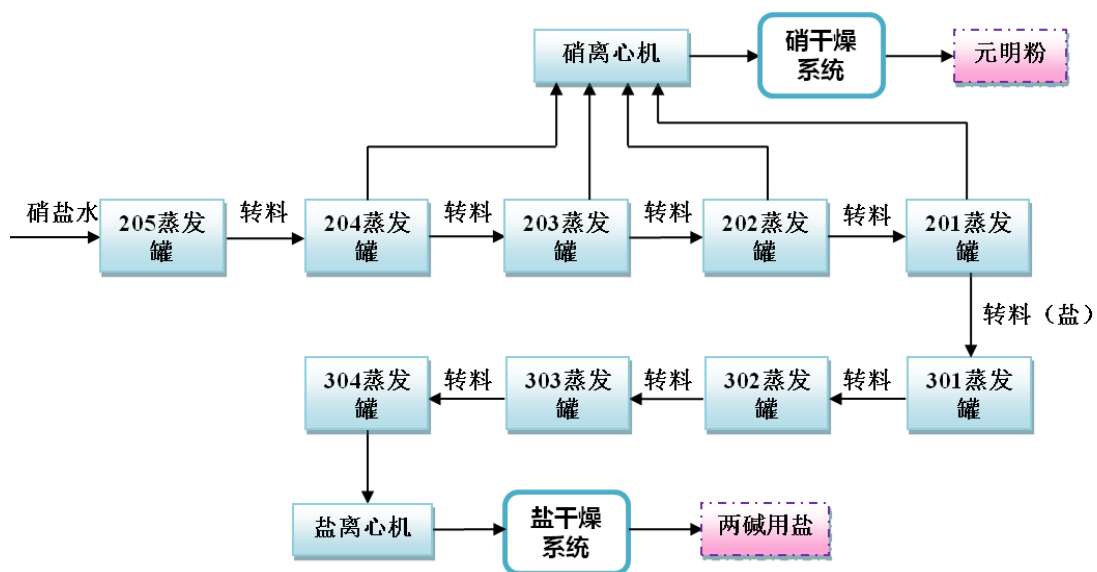 硝离心机
硝干燥
系统
元明粉
硝盐水
205蒸发
罐
转料
204蒸发
罐
转料
203蒸发
罐
转料
202蒸发
罐
转料
201蒸发
罐
转料（盐）
304蒸发
罐
转料
303蒸发
罐
转料
302蒸发
罐
转料
301蒸发
罐
盐离心机
盐干燥
系统
两碱用盐